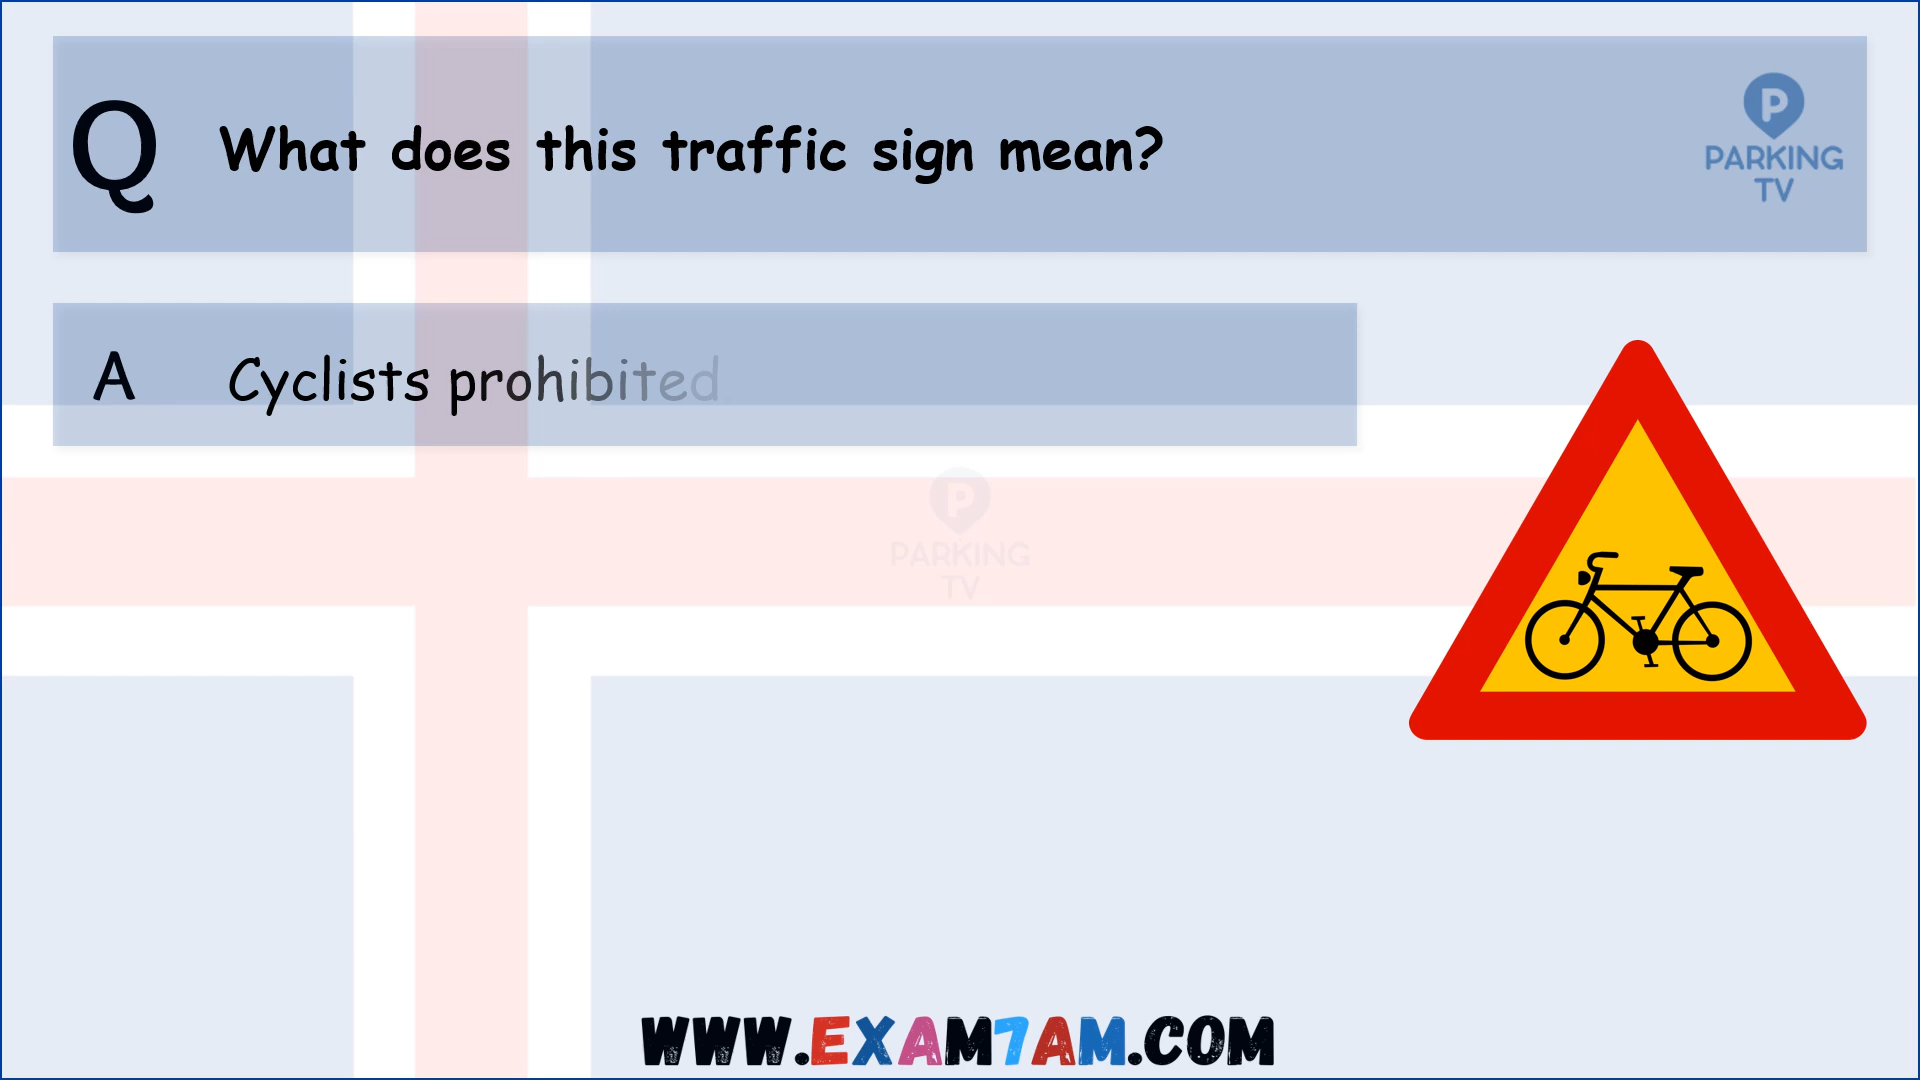 Q What does this traffic sign mean?
P
PARKING
TV
A Cyclists prohibited.
P
PARKING
TV
WWW.EXAM7AM.COM